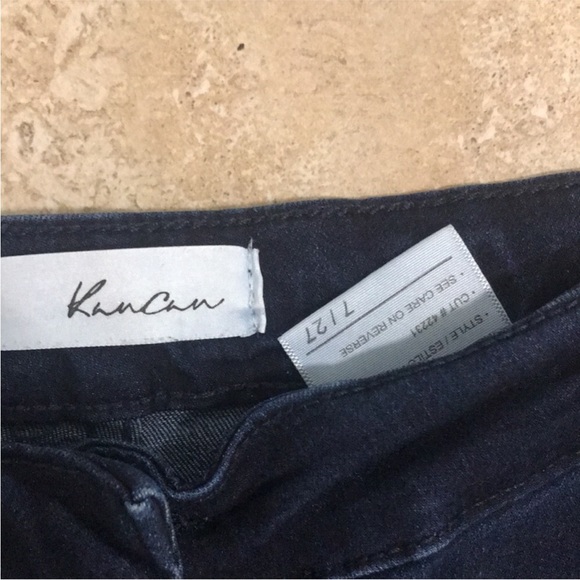 KanCan
7 / 27
• SEE CARE ON REVERSE
• CUT # 42231
• STYLE / ESTILO